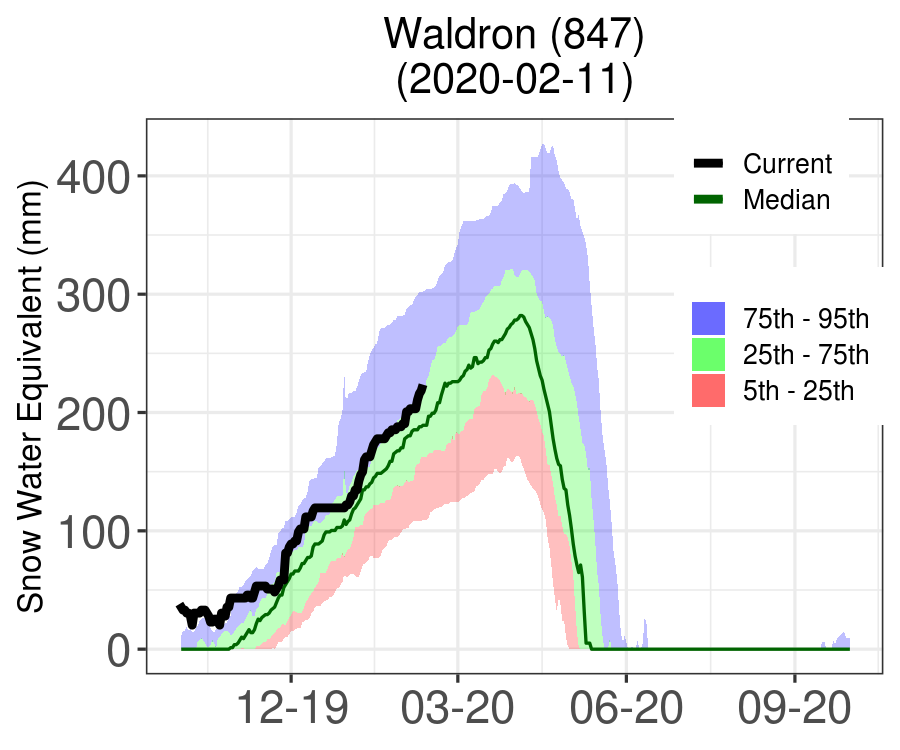 Waldron (847)
(2020-02-11)
Snow Water Equivalent (mm)
400
300
200
100
0
12-19
03-20
06-20
09-20
Current
Median
75th - 95th
25th - 75th
5th - 25th